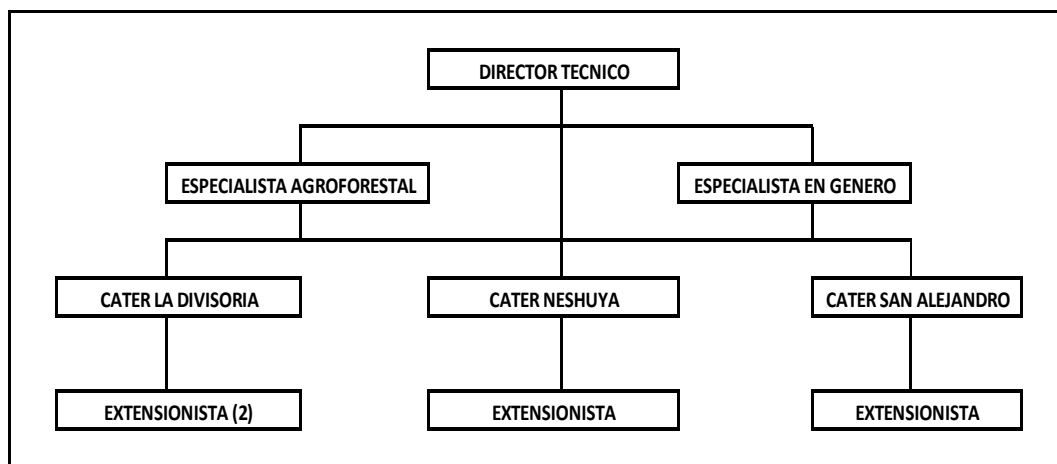 DIRECTOR TECNICO
ESPECIALISTA AGROFORESTAL
ESPECIALISTA EN GENERO
CATER LA DIVISORIA
CATER NESHUYA
CATER SAN ALEJANDRO
EXTENSIONISTA (2)
EXTENSIONISTA
EXTENSIONISTA